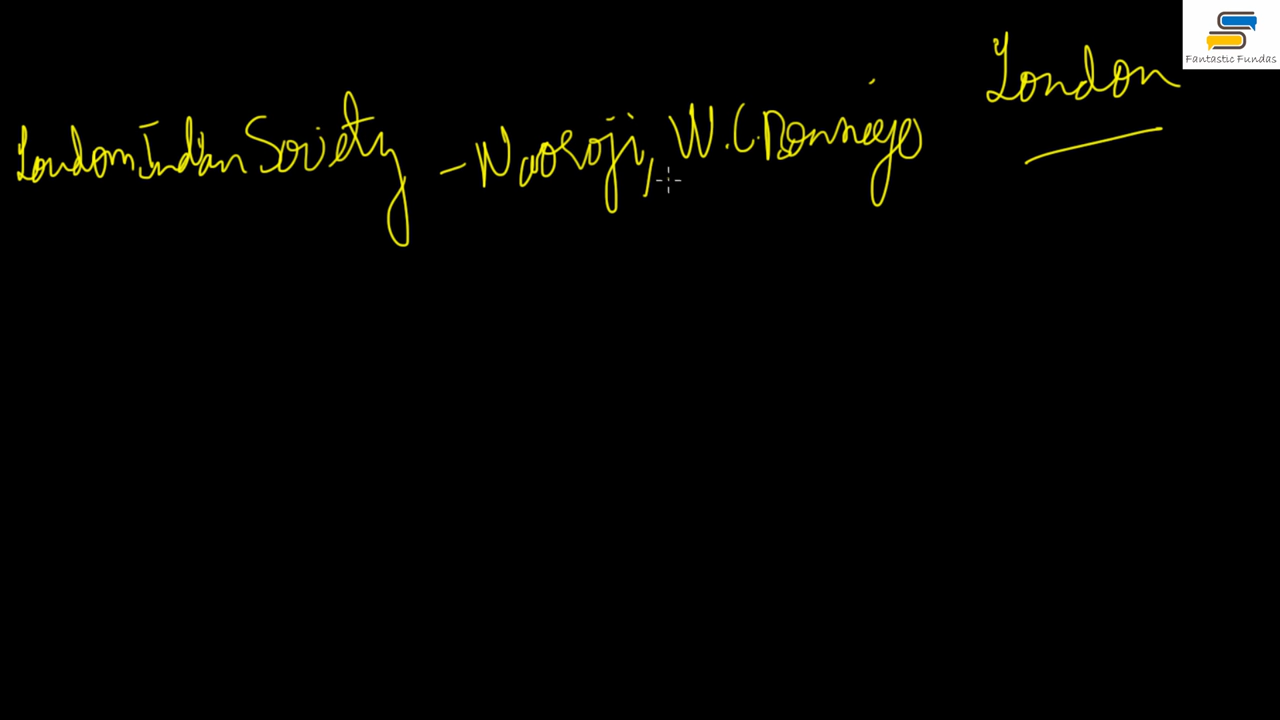 London Indian Society - Naoroji, W.C. Bonnerjee
London
Fantastic Fundas